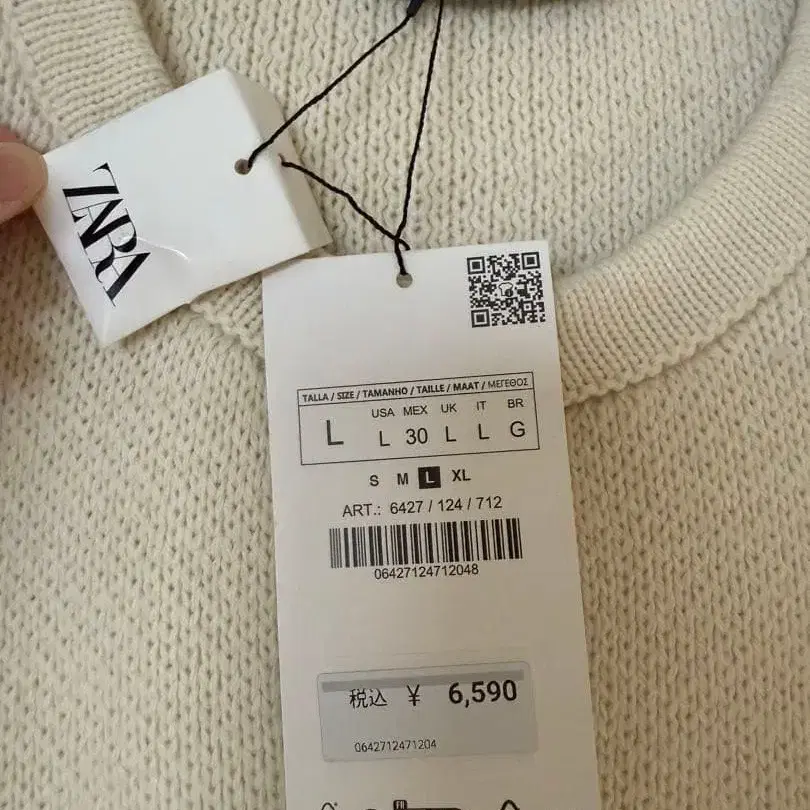 ZARA
TALLA / SIZE / TAMANHO / TAILLE / MAAT / ΜΕΓΕΘΟΣ
USA MEX UK IT BR
L L 30 L L G
S M L XL
ART.: 6427 / 124 / 712
06427124712048
税込 ¥ 6,590
0642712471204
FR